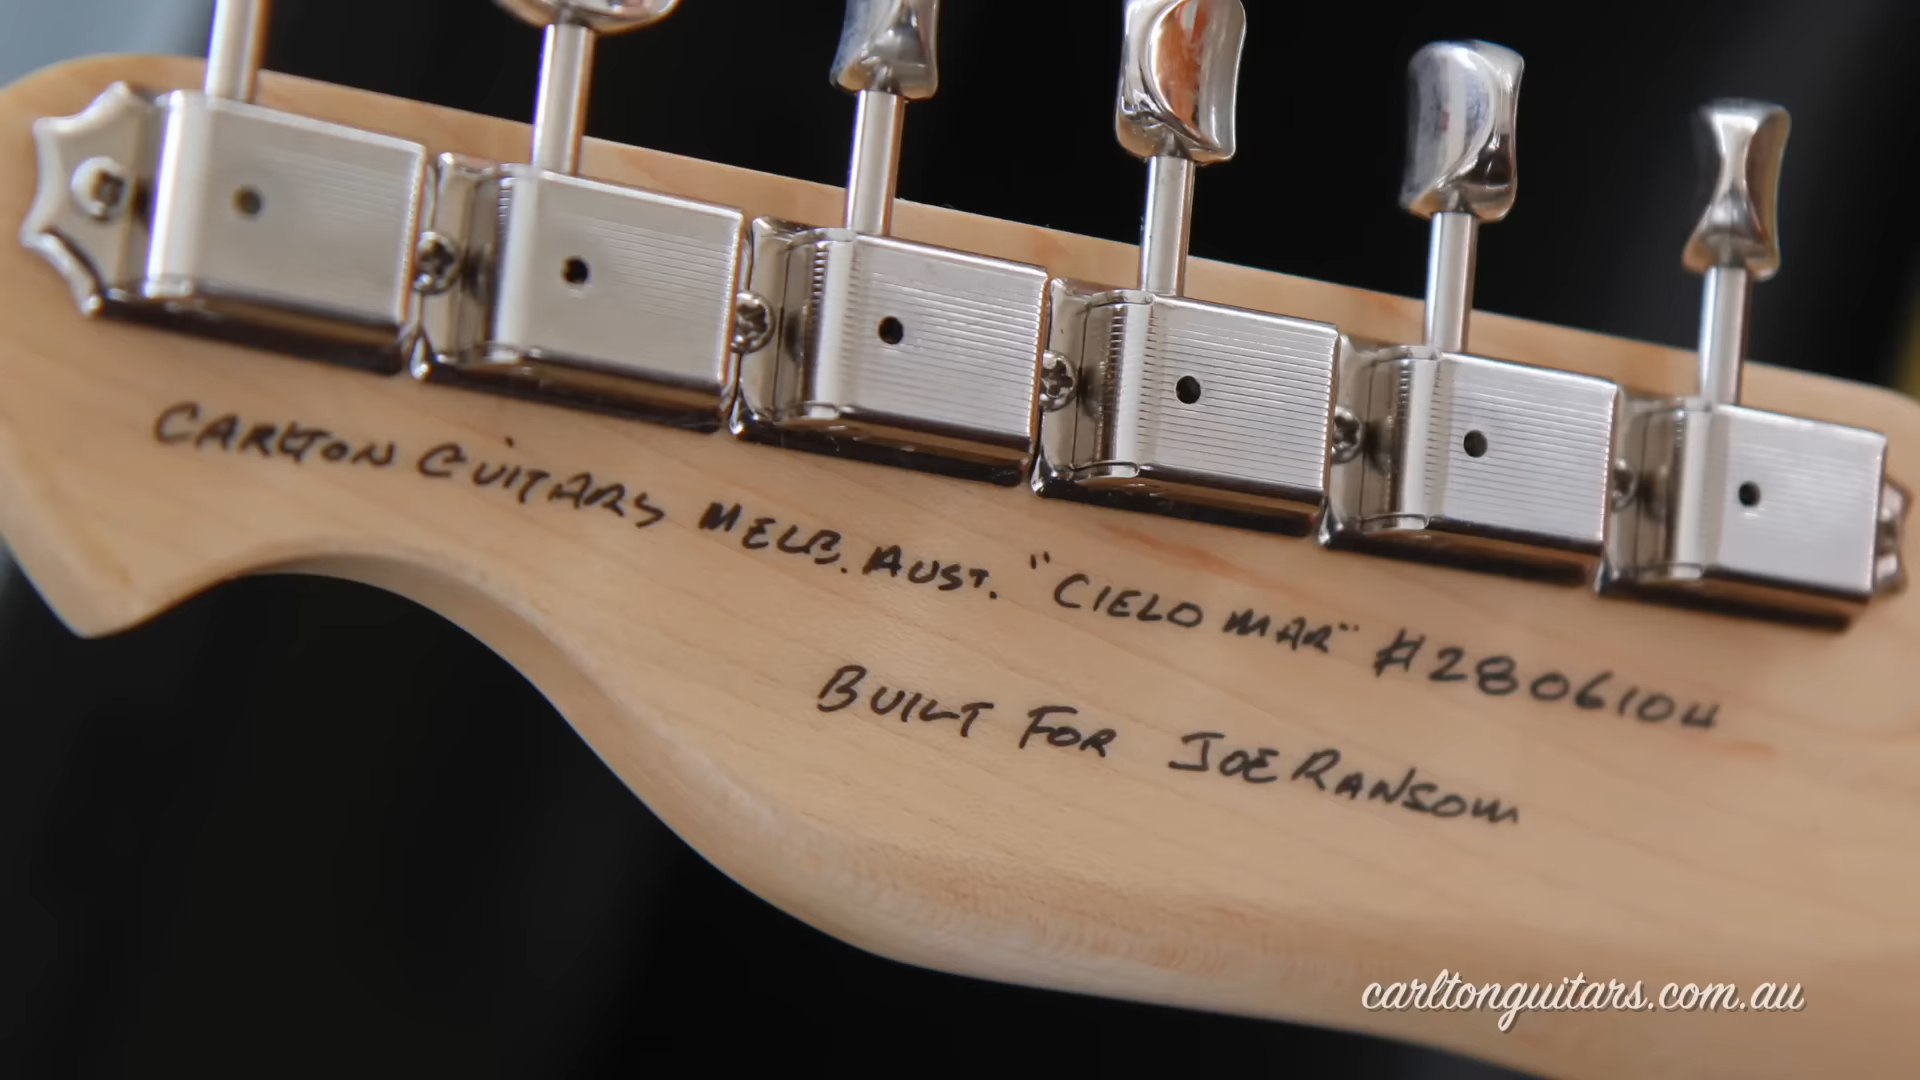 CARLTON GUITARS MELB. AUST. "CIELO MAR" #2806104
BUILT FOR JOE RANSOM
carltonguitars.com.au